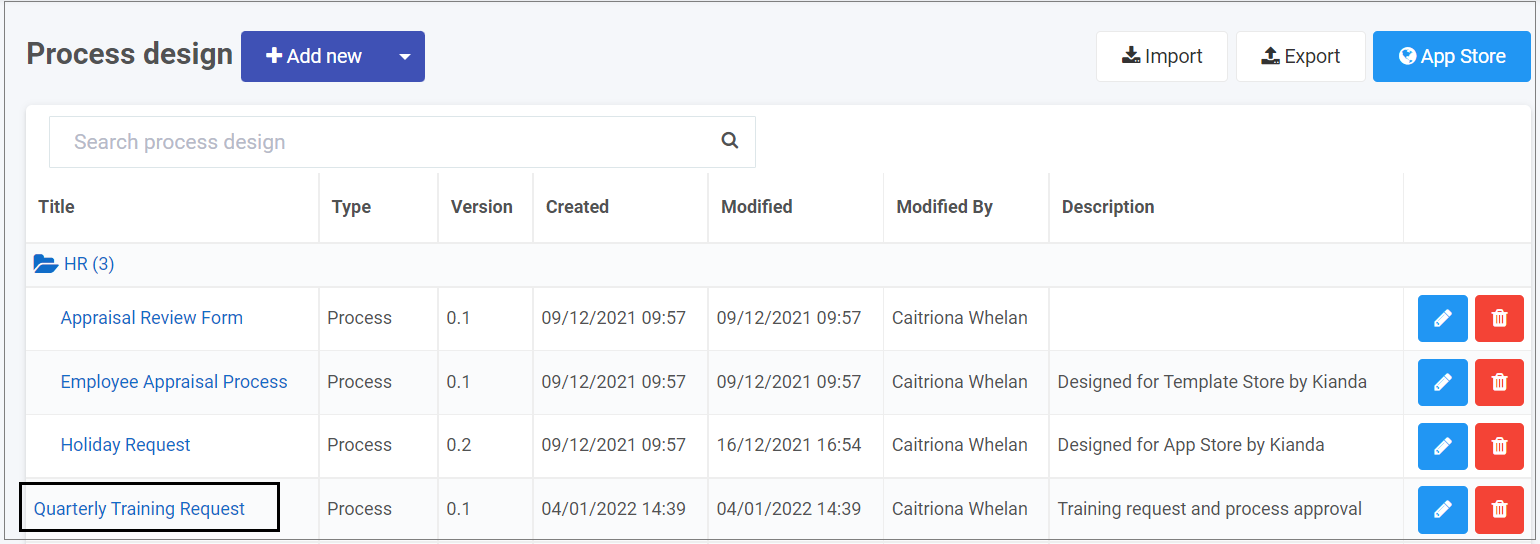 Process design Add new Import Export App Store
Search process design
Title Type Version Created Modified Modified By Description
HR (3)
Appraisal Review Form Process 0.1 09/12/2021 09:57 09/12/2021 09:57 Caitriona Whelan
Employee Appraisal Process Process 0.1 09/12/2021 09:57 09/12/2021 09:57 Caitriona Whelan Designed for Template Store by Kianda
Holiday Request Process 0.2 09/12/2021 09:57 16/12/2021 16:54 Caitriona Whelan Designed for App Store by Kianda
Quarterly Training Request Process 0.1 04/01/2022 14:39 04/01/2022 14:39 Caitriona Whelan Training request and process approval